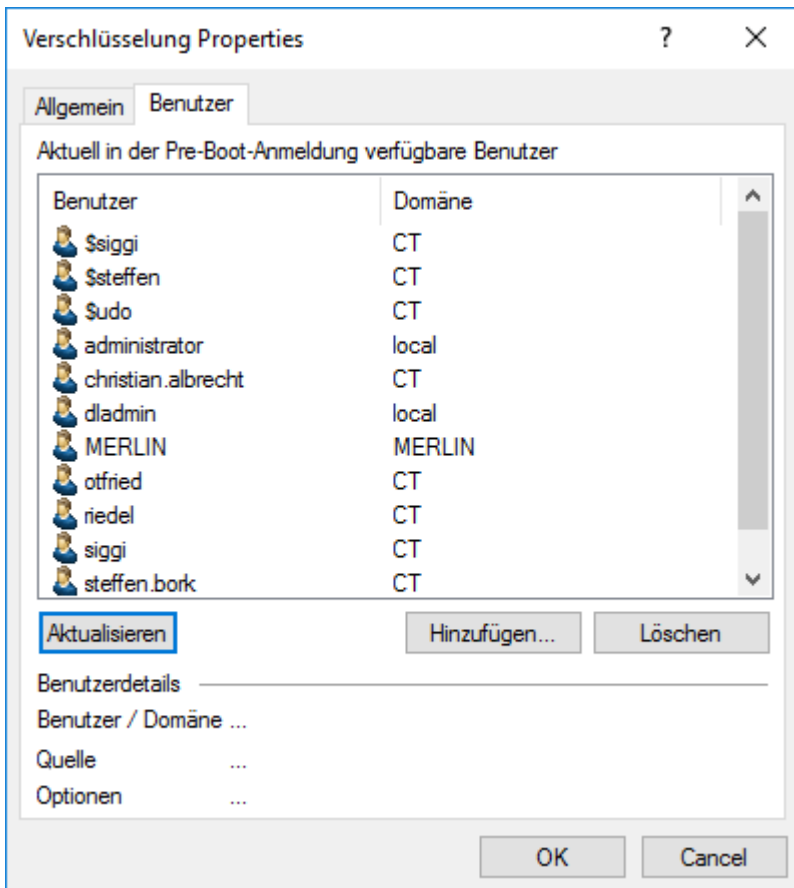 Verschlüsselung Properties ?
Allgemein Benutzer
Aktuell in der Pre-Boot-Anmeldung verfügbare Benutzer
Benutzer Domäne
$siggi CT
$steffen CT
$udo CT
administrator local
christian.albrecht CT
dladmin local
MERLIN MERLIN
otfried CT
riedel CT
siggi CT
steffen.bork CT
Aktualisieren Hinzufügen... Löschen
Benutzerdetails
Benutzer / Domäne ...
Quelle ...
Optionen ...
OK Cancel